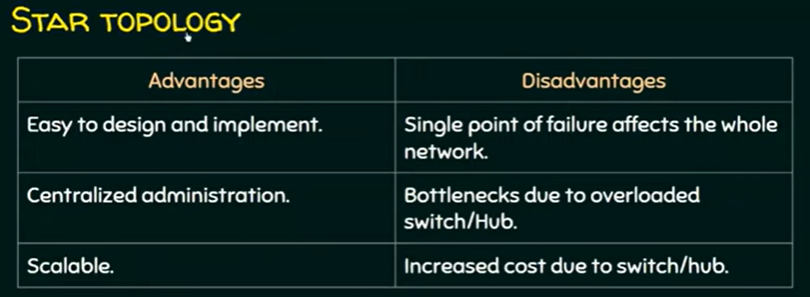 STAR TOPOLOGY
Advantages
Disadvantages
Easy to design and implement.
Single point of failure affects the whole
network.
Centralized administration.
Bottlenecks due to overloaded
switch/Hub.
Scalable.
Increased cost due to switch/hub.